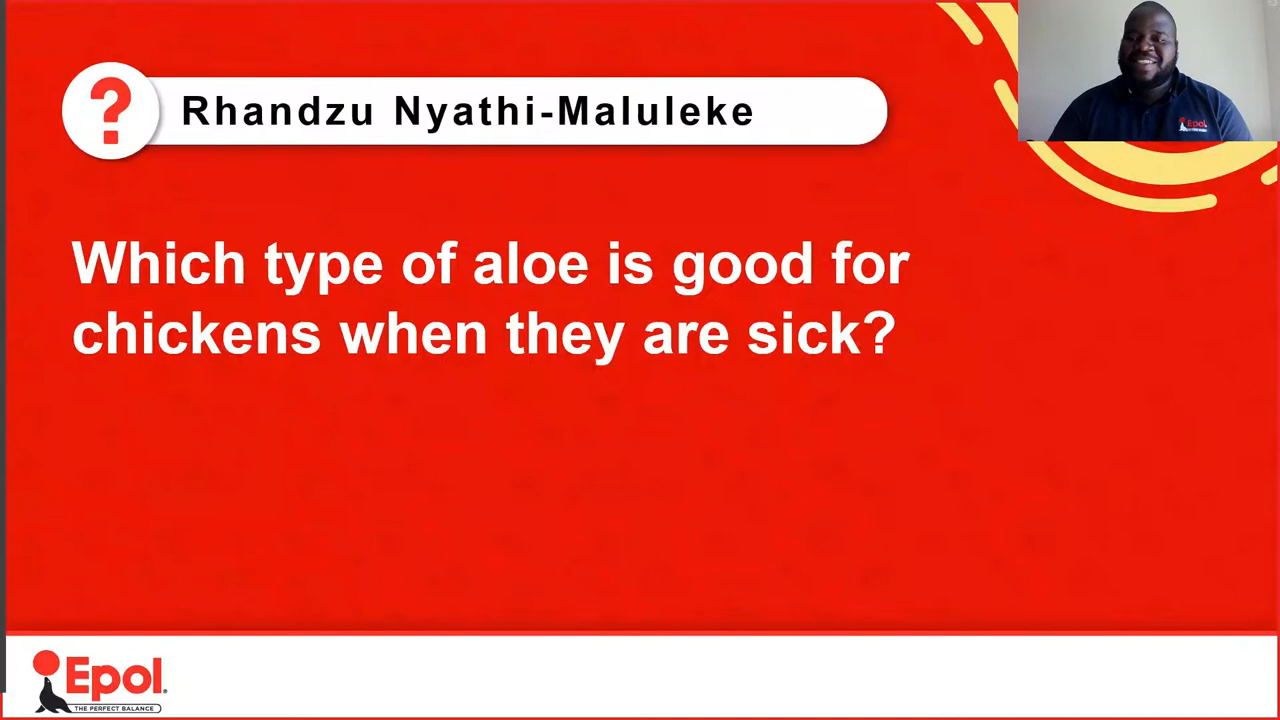 ?
Rhandzu Nyathi-Maluleke
Epol
Which type of aloe is good for
chickens when they are sick?
Epol
THE PERFECT BALANCE